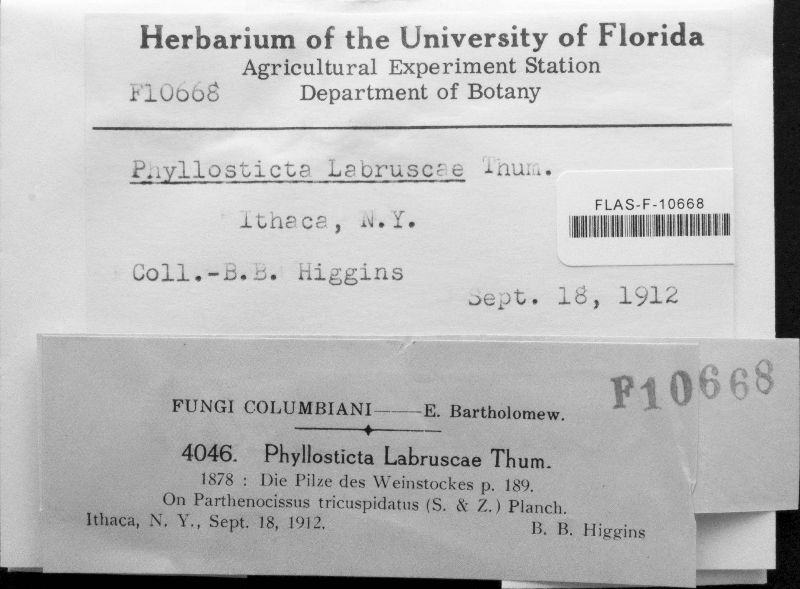 Herbarium of the University of Florida
Agricultural Experiment Station
F10668 Department of Botany
Phyllosticta Labruscae Thum.
FLAS-F-10668
Ithaca, N.Y.
Coll.-B.B. Higgins
Sept. 18, 1912
F10668
FUNGI COLUMBIANI——E. Bartholomew.
4046. Phyllosticta Labruscae Thum.
1878 : Die Pilze des Weinstockes p. 189.
On Parthenocissus tricuspidatus (S. & Z.) Planch.
Ithaca, N. Y., Sept. 18, 1912. B. B. Higgins